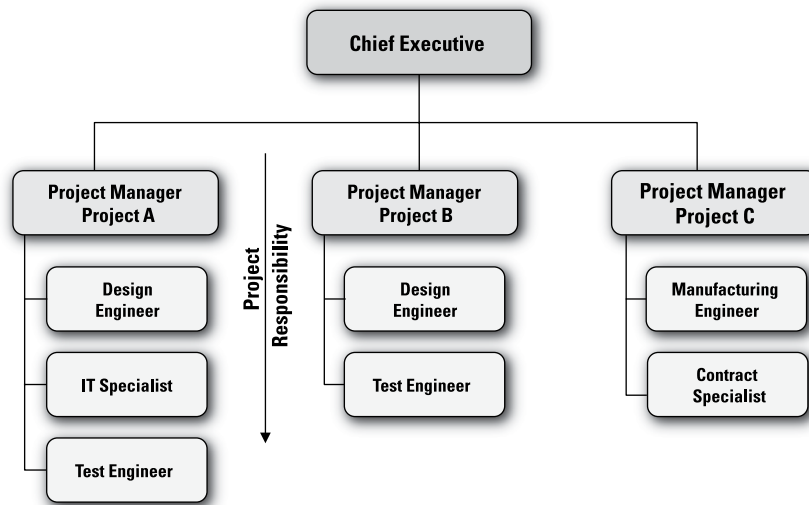 Chief Executive
Project Manager
Project A
Design
Engineer
IT Specialist
Test Engineer
Project
Responsibility
Project Manager
Project B
Design
Engineer
Test Engineer
Project Manager
Project C
Manufacturing
Engineer
Contract
Specialist